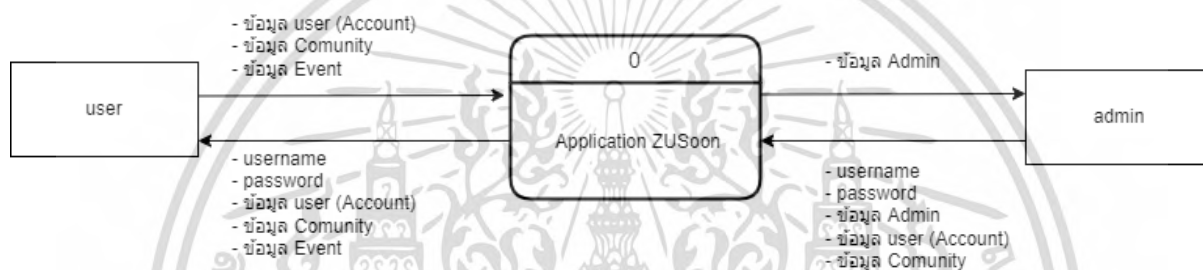 - ข้อมูล user (Account)
- ข้อมูล Comunity
- ข้อมูล Event
user
0
Application ZUSoon
- ข้อมูล Admin
admin
- username
- password
- ข้อมูล user (Account)
- ข้อมูล Comunity
- ข้อมูล Event
- username
- password
- ข้อมูล Admin
- ข้อมูล user (Account)
- ข้อมูล Comunity